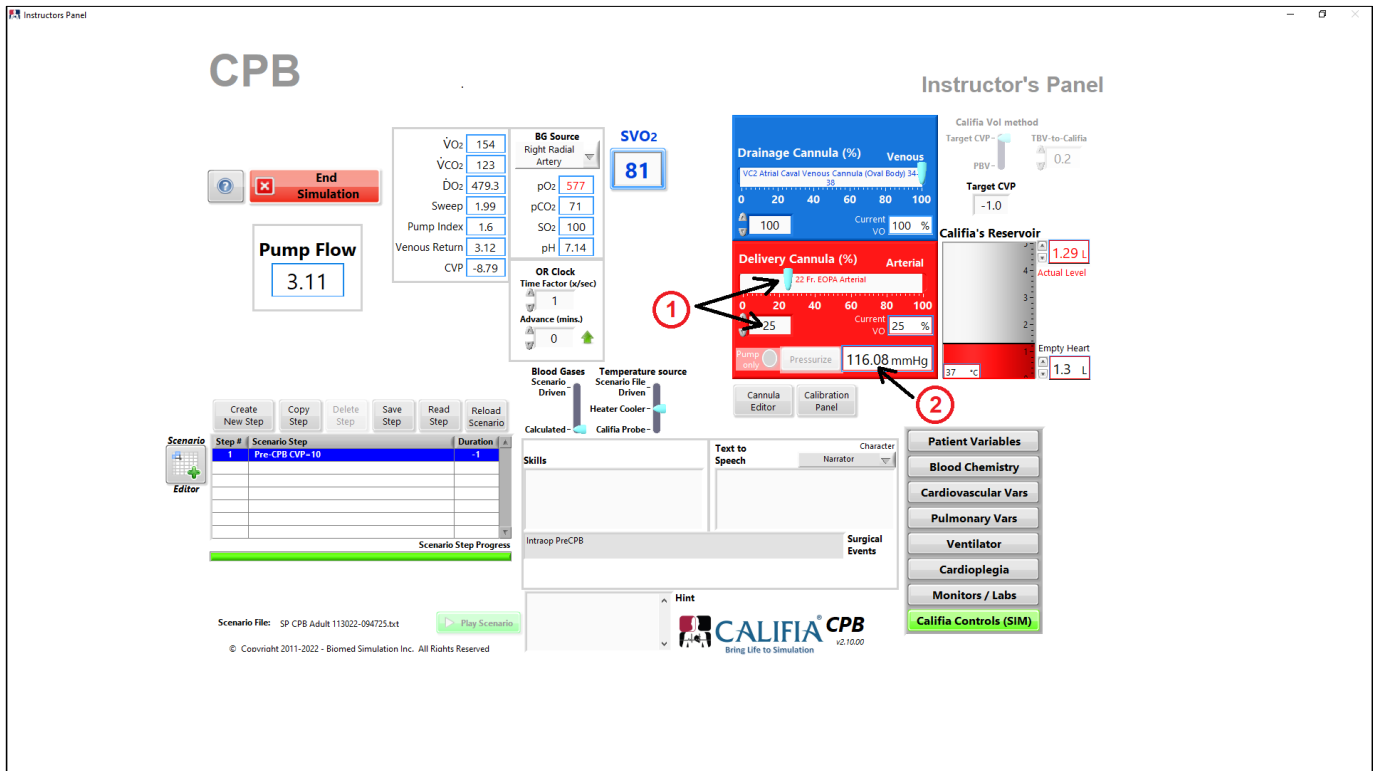 Instructors Panel
CPB
.
Instructor's Panel
End
Simulation
Pump Flow
3.11
V̇O2 154
V̇CO2 123
ḊO2 479.3
Sweep 1.99
Pump Index 1.6
Venous Return 3.12
CVP -8.79
BG Source
Right Radial
Artery
pO2 577
pCO2 71
SO2 100
pH 7.14
SVO2
81
OR Clock
Time Factor (x/sec)
1
Advance (mins.)
0
Drainage Cannula (%) Venous
VC2 Atrial Caval Venous Cannula (Oval Body) 34-
38
0 20 40 60 80 100
100
Current
VO 100 %
Delivery Cannula (%) Arterial
22 Fr. EOPA Arterial
0 20 40 60 80 100
25
Current
VO 25 %
Pump
only
Pressurize
116.08 mmHg
1
2
Califia Vol method
Target CVP
PBV
TBV-to-Califia
0.2
Target CVP
-1.0
Califia's Reservoir
5
4
3
2
1
1.29 L
Actual Level
Empty Heart
1.3 L
37 °C
Cannula
Editor
Calibration
Panel
Blood Gases
Scenario
Driven
Calculated
Temperature source
Scenario File
Driven
Heater Cooler
Califia Probe
Create
New Step
Copy
Step
Delete
Step
Save
Step
Read
Step
Reload
Scenario
Scenario
Editor
Step # Scenario Step Duration
1 Pre-CPB CVP~10 -1
Scenario Step Progress
Skills
Text to
Speech
Character
Narrator
Intraop PreCPB
Surgical
Events
Hint
Patient Variables
Blood Chemistry
Cardiovascular Vars
Pulmonary Vars
Ventilator
Cardioplegia
Monitors / Labs
Califia Controls (SIM)
Scenario File: SP CPB Adult 113022-094725.txt
Play Scenario
© Copyright 2011-2022 - Biomed Simulation Inc. All Rights Reserved
CALIFIA® CPB
v2.10.00
Bring Life to Simulation